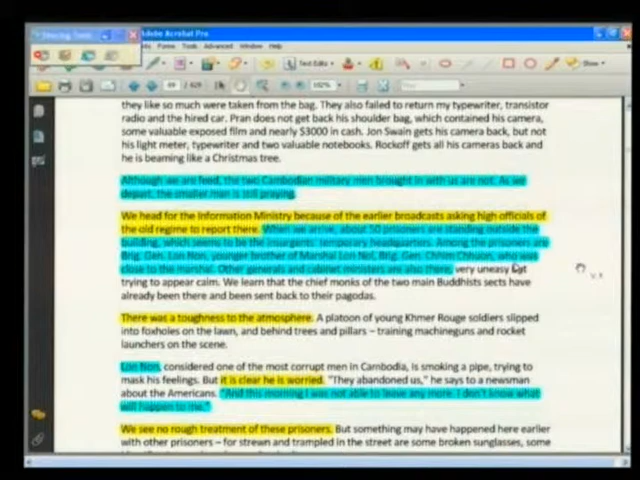 Adobe Acrobat Pro
Forms Tools Advanced Window Help
Text Edits Show
they like so much were taken from the bag. They also failed to return my typewriter, transistor
radio and the hired car. Pran does not get back his shoulder bag, which contained his camera,
some valuable exposed film and nearly $3000 in cash. Jon Swain gets his camera back, but not
his light meter, typewriter and two valuable notebooks. Rockoff gets all his cameras back and
he is beaming like a Christmas tree.
Although we are feed, the two Cambodian military men brought in with us are not. As we
depart, the smaller man is still praying.
We head for the Information Ministry because of the earlier broadcasts asking high officials of
the old regime to report there. When we arrive, about 50 prisoners are standing outside the
building, which seems to be the insurgents' temporary headquarters. Among the prisoners are
Brig. Gen. Lon Non, younger brother of Marshal Lon Nol, Brig. Gen. Chhim Chhuon, who was
close to the marshal. Other generals and cabinet ministers are also there, very uneasy but
trying to appear calm. We learn that the chief monks of the two main Buddhists sects have
already been there and been sent back to their pagodas.
There was a toughness to the atmosphere. A platoon of young Khmer Rouge soldiers slipped
into foxholes on the lawn, and behind trees and pillars – training machineguns and rocket
launchers on the scene.
Lon Non, considered one of the most corrupt men in Cambodia, is smoking a pipe, trying to
mask his feelings. But it is clear he is worried. "They abandoned us," he says to a newsman
about the Americans. "And this morning I was not able to leave any more. I don't know what
will happen to me."
We see no rough treatment of these prisoners. But something may have happened here earlier
with other prisoners – for strewn and trampled in the street are some broken sunglasses, some